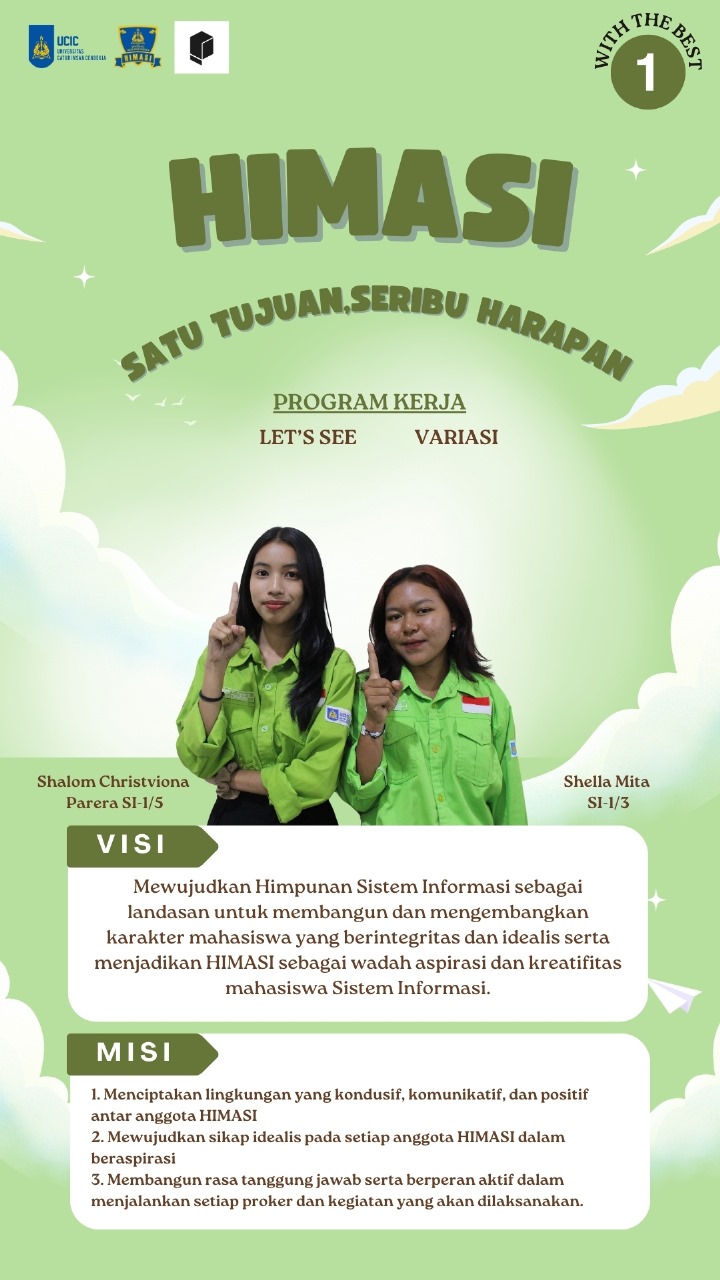 UCIC
UNIVERSITAS
CATUR INSAN CENDEKIA
HIMASI
WITH THE BEST
1
HIMASI
SATU TUJUAN,SERIBU HARAPAN
PROGRAM KERJA
LET'S SEE VARIASI
Shalom Christviona
Parera SI-1/5
Shella Mita
SI-1/3
VISI
Mewujudkan Himpunan Sistem Informasi sebagai
landasan untuk membangun dan mengembangkan
karakter mahasiswa yang berintegritas dan idealis serta
menjadikan HIMASI sebagai wadah aspirasi dan kreatifitas
mahasiswa Sistem Informasi.
MISI
1. Menciptakan lingkungan yang kondusif, komunikatif, dan positif
antar anggota HIMASI
2. Mewujudkan sikap idealis pada setiap anggota HIMASI dalam
beraspirasi
3. Membangun rasa tanggung jawab serta berperan aktif dalam
menjalankan setiap proker dan kegiatan yang akan dilaksanakan.